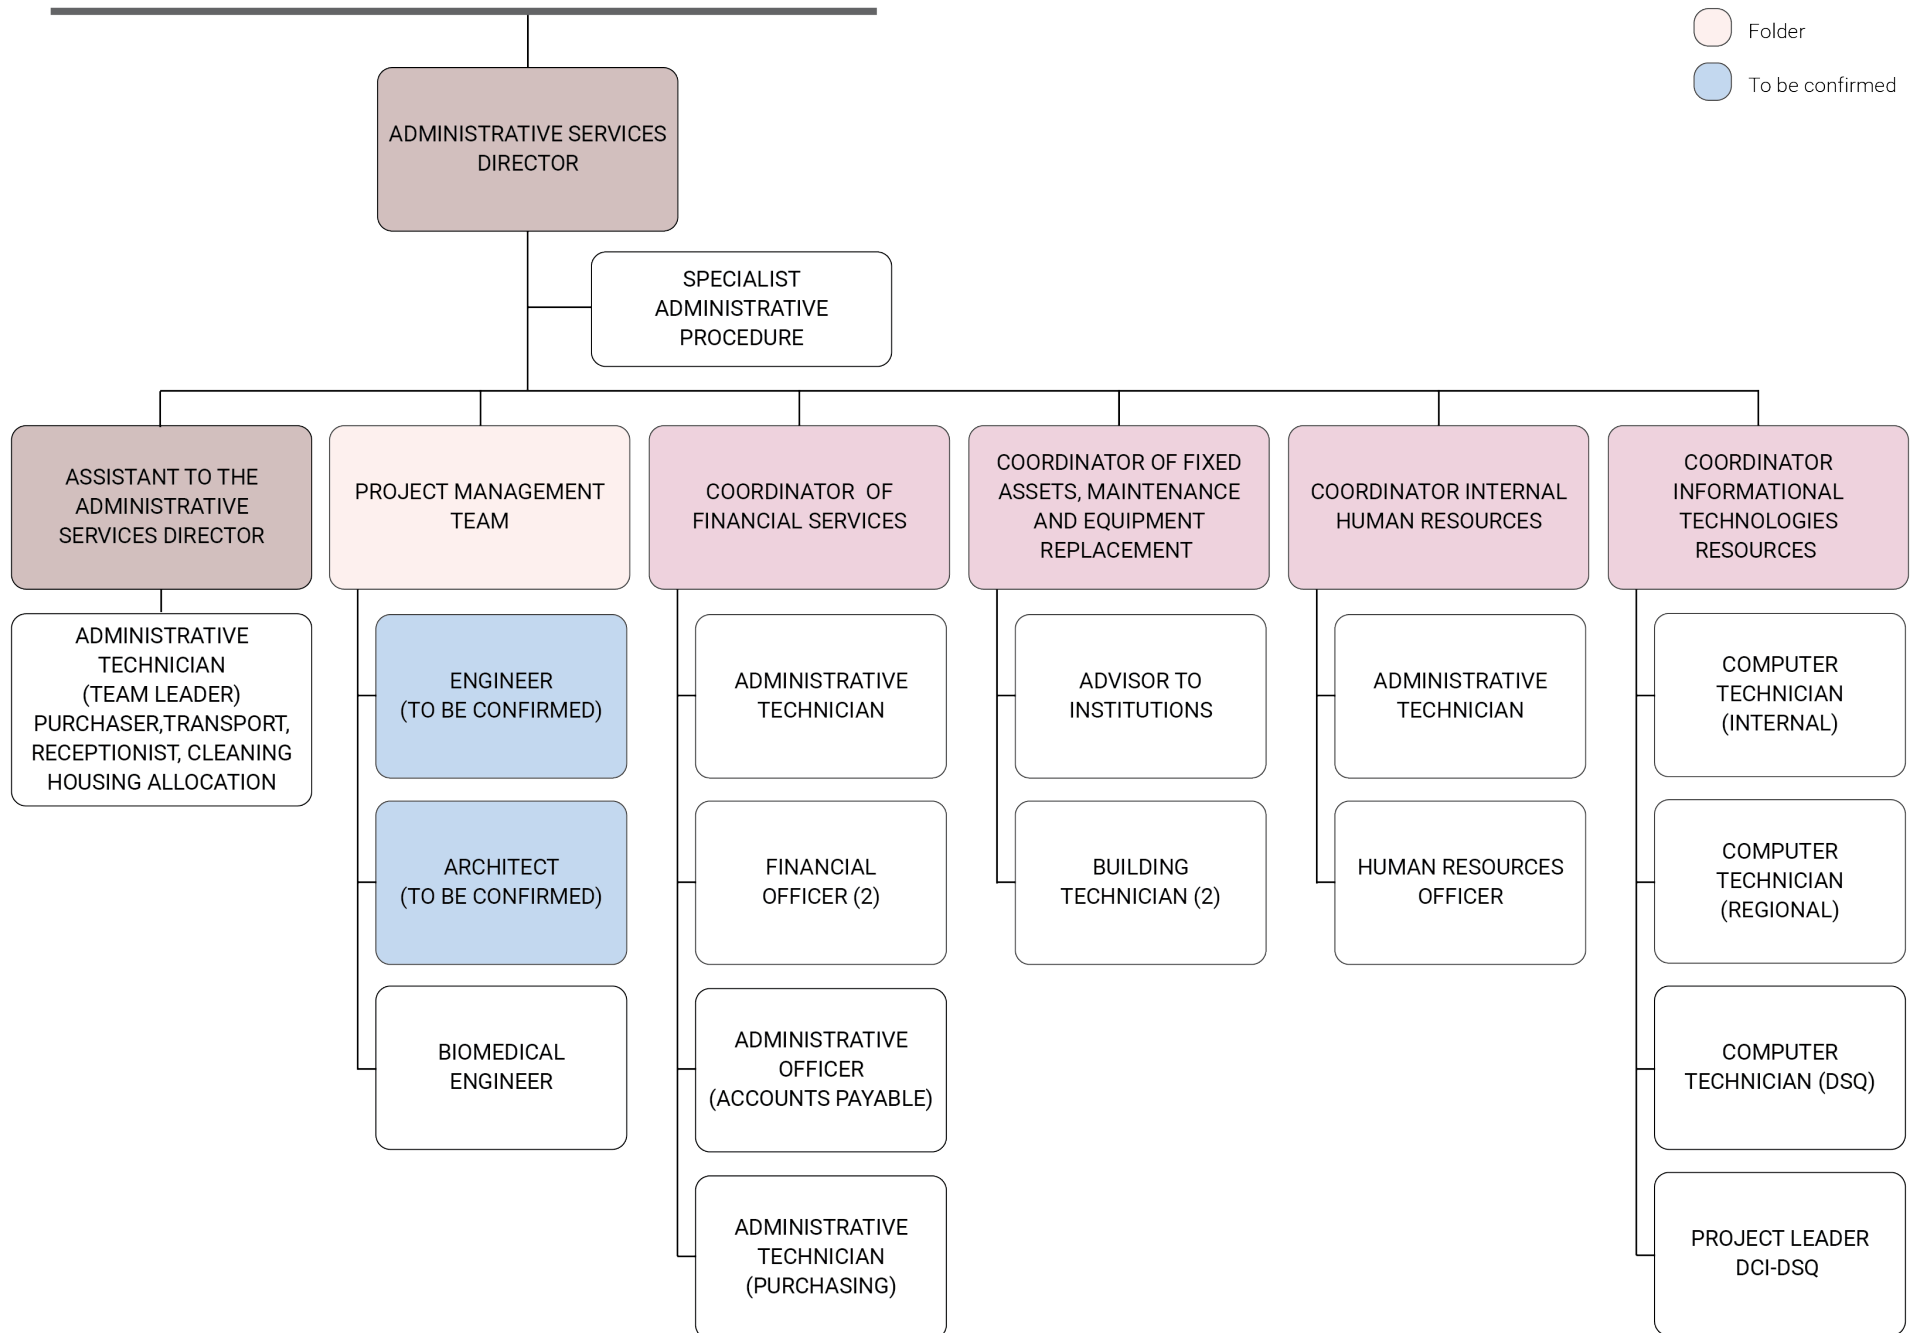 Folder
To be confirmed
ADMINISTRATIVE SERVICES
DIRECTOR
SPECIALIST
ADMINISTRATIVE
PROCEDURE
ASSISTANT TO THE
ADMINISTRATIVE
SERVICES DIRECTOR
ADMINISTRATIVE
TECHNICIAN
(TEAM LEADER)
PURCHASER,TRANSPORT,
RECEPTIONIST, CLEANING
HOUSING ALLOCATION
PROJECT MANAGEMENT
TEAM
ENGINEER
(TO BE CONFIRMED)
ARCHITECT
(TO BE CONFIRMED)
BIOMEDICAL
ENGINEER
COORDINATOR OF
FINANCIAL SERVICES
ADMINISTRATIVE
TECHNICIAN
FINANCIAL
OFFICER (2)
ADMINISTRATIVE
OFFICER
(ACCOUNTS PAYABLE)
ADMINISTRATIVE
TECHNICIAN
(PURCHASING)
COORDINATOR OF FIXED
ASSETS, MAINTENANCE
AND EQUIPMENT
REPLACEMENT
ADVISOR TO
INSTITUTIONS
BUILDING
TECHNICIAN (2)
COORDINATOR INTERNAL
HUMAN RESOURCES
ADMINISTRATIVE
TECHNICIAN
HUMAN RESOURCES
OFFICER
COORDINATOR
INFORMATIONAL
TECHNOLOGIES
RESOURCES
COMPUTER
TECHNICIAN
(INTERNAL)
COMPUTER
TECHNICIAN
(REGIONAL)
COMPUTER
TECHNICIAN (DSQ)
PROJECT LEADER
DCI-DSQ